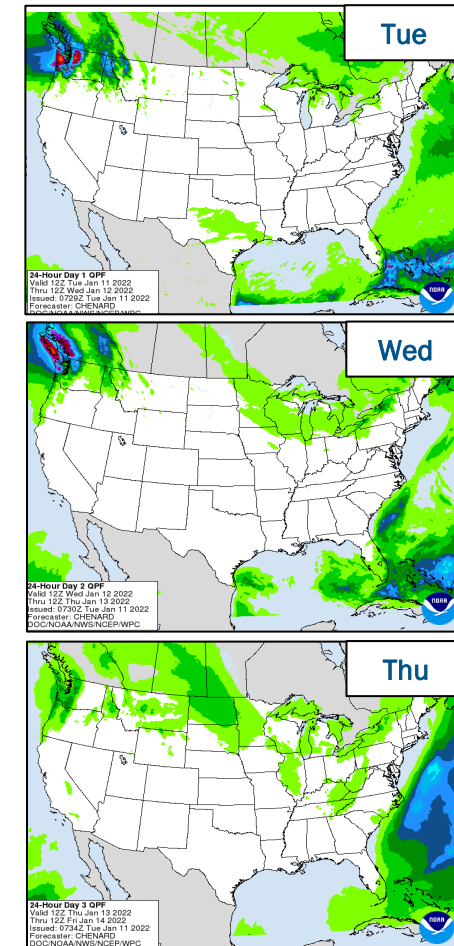 Tue
24-Hour Day 1 QPF
Valid 12Z Tue Jan 11 2022
Thru 12Z Wed Jan 12 2022
Issued: 0729Z Tue Jan 11 2022
Forecaster: CHENARD
DOC/NOAA/NWS/NCEP/WPC
NOAA
Wed
24-Hour Day 2 QPF
Valid 12Z Wed Jan 12 2022
Thru 12Z Thu Jan 13 2022
Issued: 0730Z Tue Jan 11 2022
Forecaster: CHENARD
DOC/NOAA/NWS/NCEP/WPC
NOAA
Thu
24-Hour Day 3 QPF
Valid 12Z Thu Jan 13 2022
Thru 12Z Fri Jan 14 2022
Issued: 0734Z Tue Jan 11 2022
Forecaster: CHENARD
DOC/NOAA/NWS/NCEP/WPC
NOAA